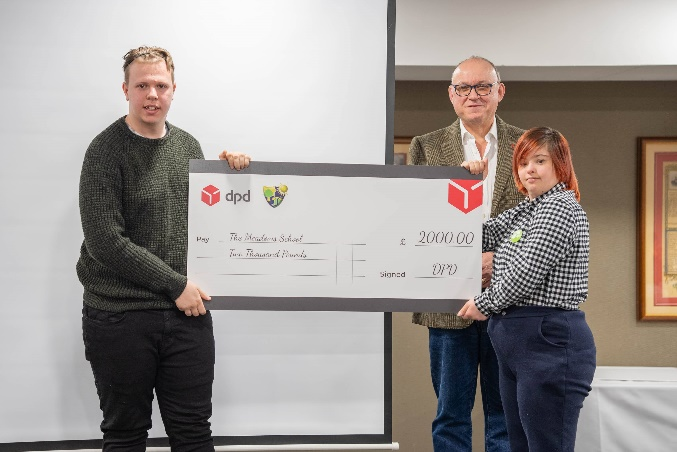 dpd
Pay The Meadows School £ 2000.00
Two Thousand Pounds
Signed DPD